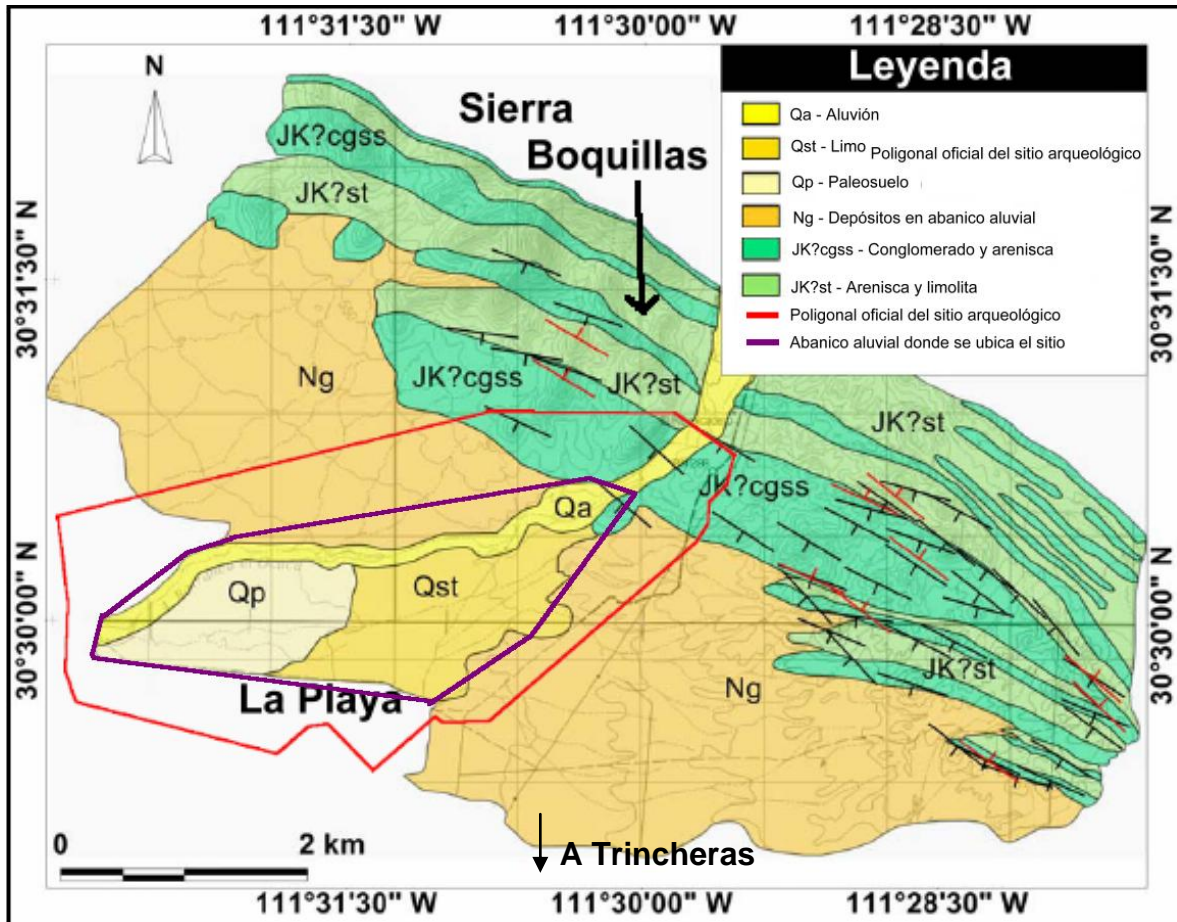 111°31'30" W
111°30'00" W
111°28'30" W
N
Sierra
Boquillas
Leyenda
Qa - Aluvión
Qst - Limo Poligonal oficial del sitio arqueológico
Qp - Paleosuelo
Ng - Depósitos en abanico aluvial
JK?cgss - Conglomerado y arenisca
JK?st - Arenisca y limolita
Poligonal oficial del sitio arqueológico
Abanico aluvial donde se ubica el sitio
30°31'30" N
30°31'30" N
JK?cgss
JK?st
Ng
JK?cgss
JK?st
JK?st
JK?cgss
Qa
Qp
Qst
30°30'00" N
30°30'00" N
JK?st
La Playa
Ng
0
2 km
A Trincheras
111°31'30" W
111°30'00" W
111°28'30" W